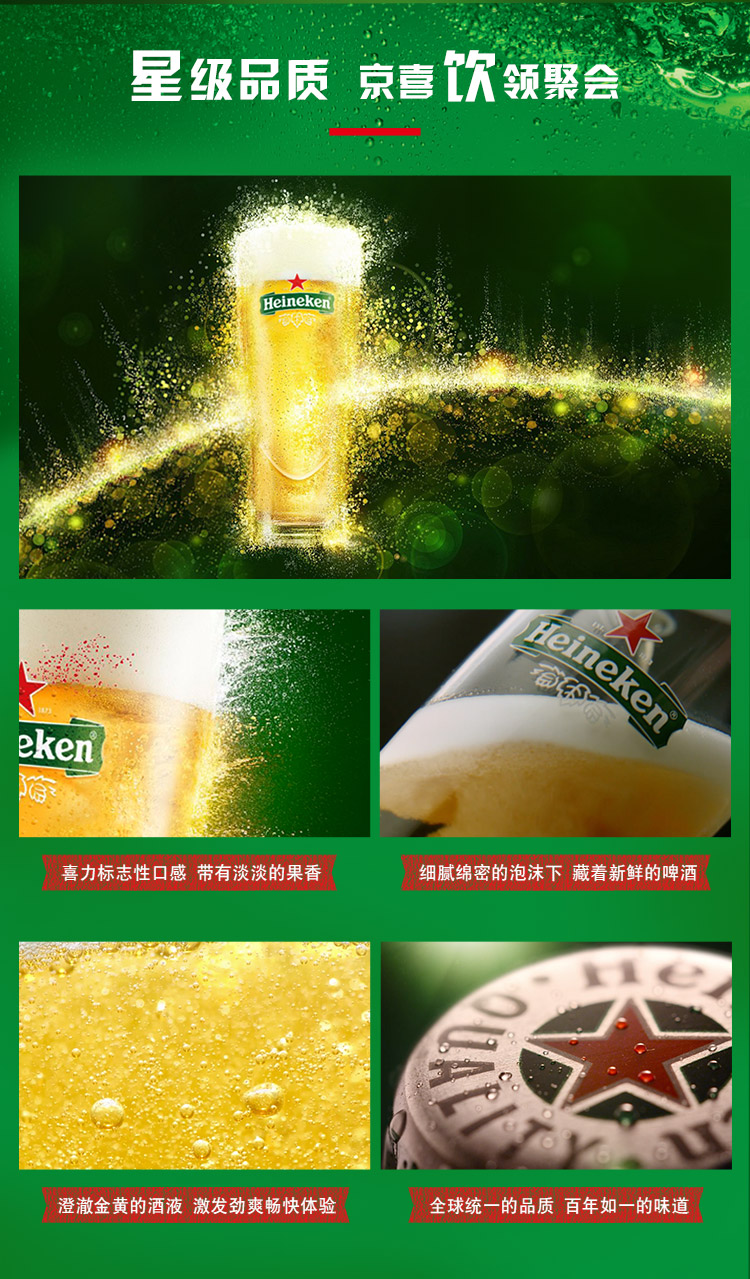 星级品质 京喜饮领聚会
Heineken
eken
Heineken
喜力标志性口感 带有淡淡的果香
细腻绵密的泡沫下 藏着新鲜的啤酒
QUALITY
澄澈金黄的酒液 激发劲爽畅快体验
全球统一的品质 百年如一的味道